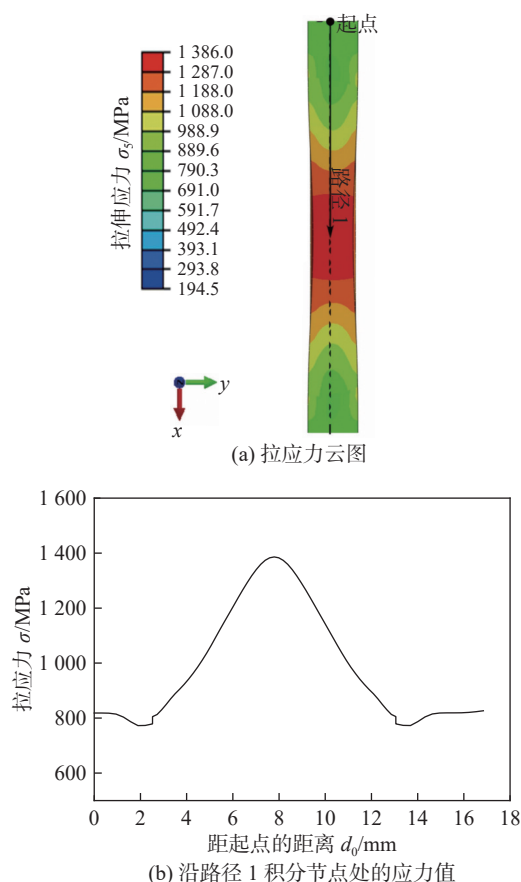 起点
1 386.0
1 287.0
1 188.0
1 088.0
988.9
889.6
790.3
691.0
591.7
492.4
393.1
293.8
194.5
拉伸应力 σ5/MPa
路径 1
y
x
(a) 拉应力云图
1 600
1 400
1 200
1 000
800
600
拉应力 σ/MPa
0 2 4 6 8 10 12 14 16 18
距起点的距离 d0/mm
(b) 沿路径 1 积分节点处的应力值